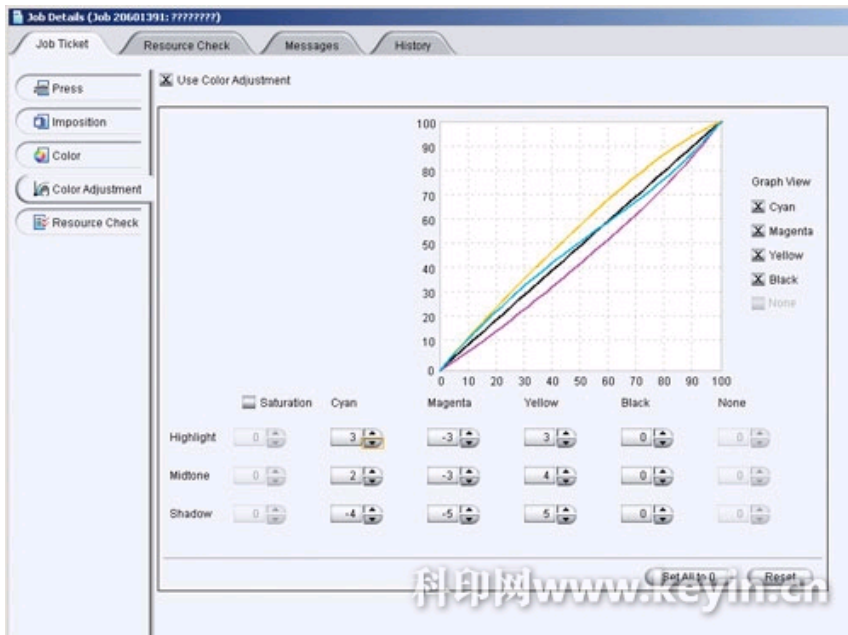 Job Details (Job 20601391: ????????)
Job Ticket Resource Check Messages History
Press
Imposition
Color
Color Adjustment
Resource Check
Use Color Adjustment
100
90
80
70
60
50
40
30
20
10
0
0 10 20 30 40 50 60 70 80 90 100
Graph View
Cyan
Magenta
Yellow
Black
None
Saturation Cyan Magenta Yellow Black None
Highlight 0 3 -3 3 0 0
Midtone 0 2 -3 4 0 0
Shadow 0 -4 -5 5 0 0
Set All to 0 Reset
科印网www.keyin.cn